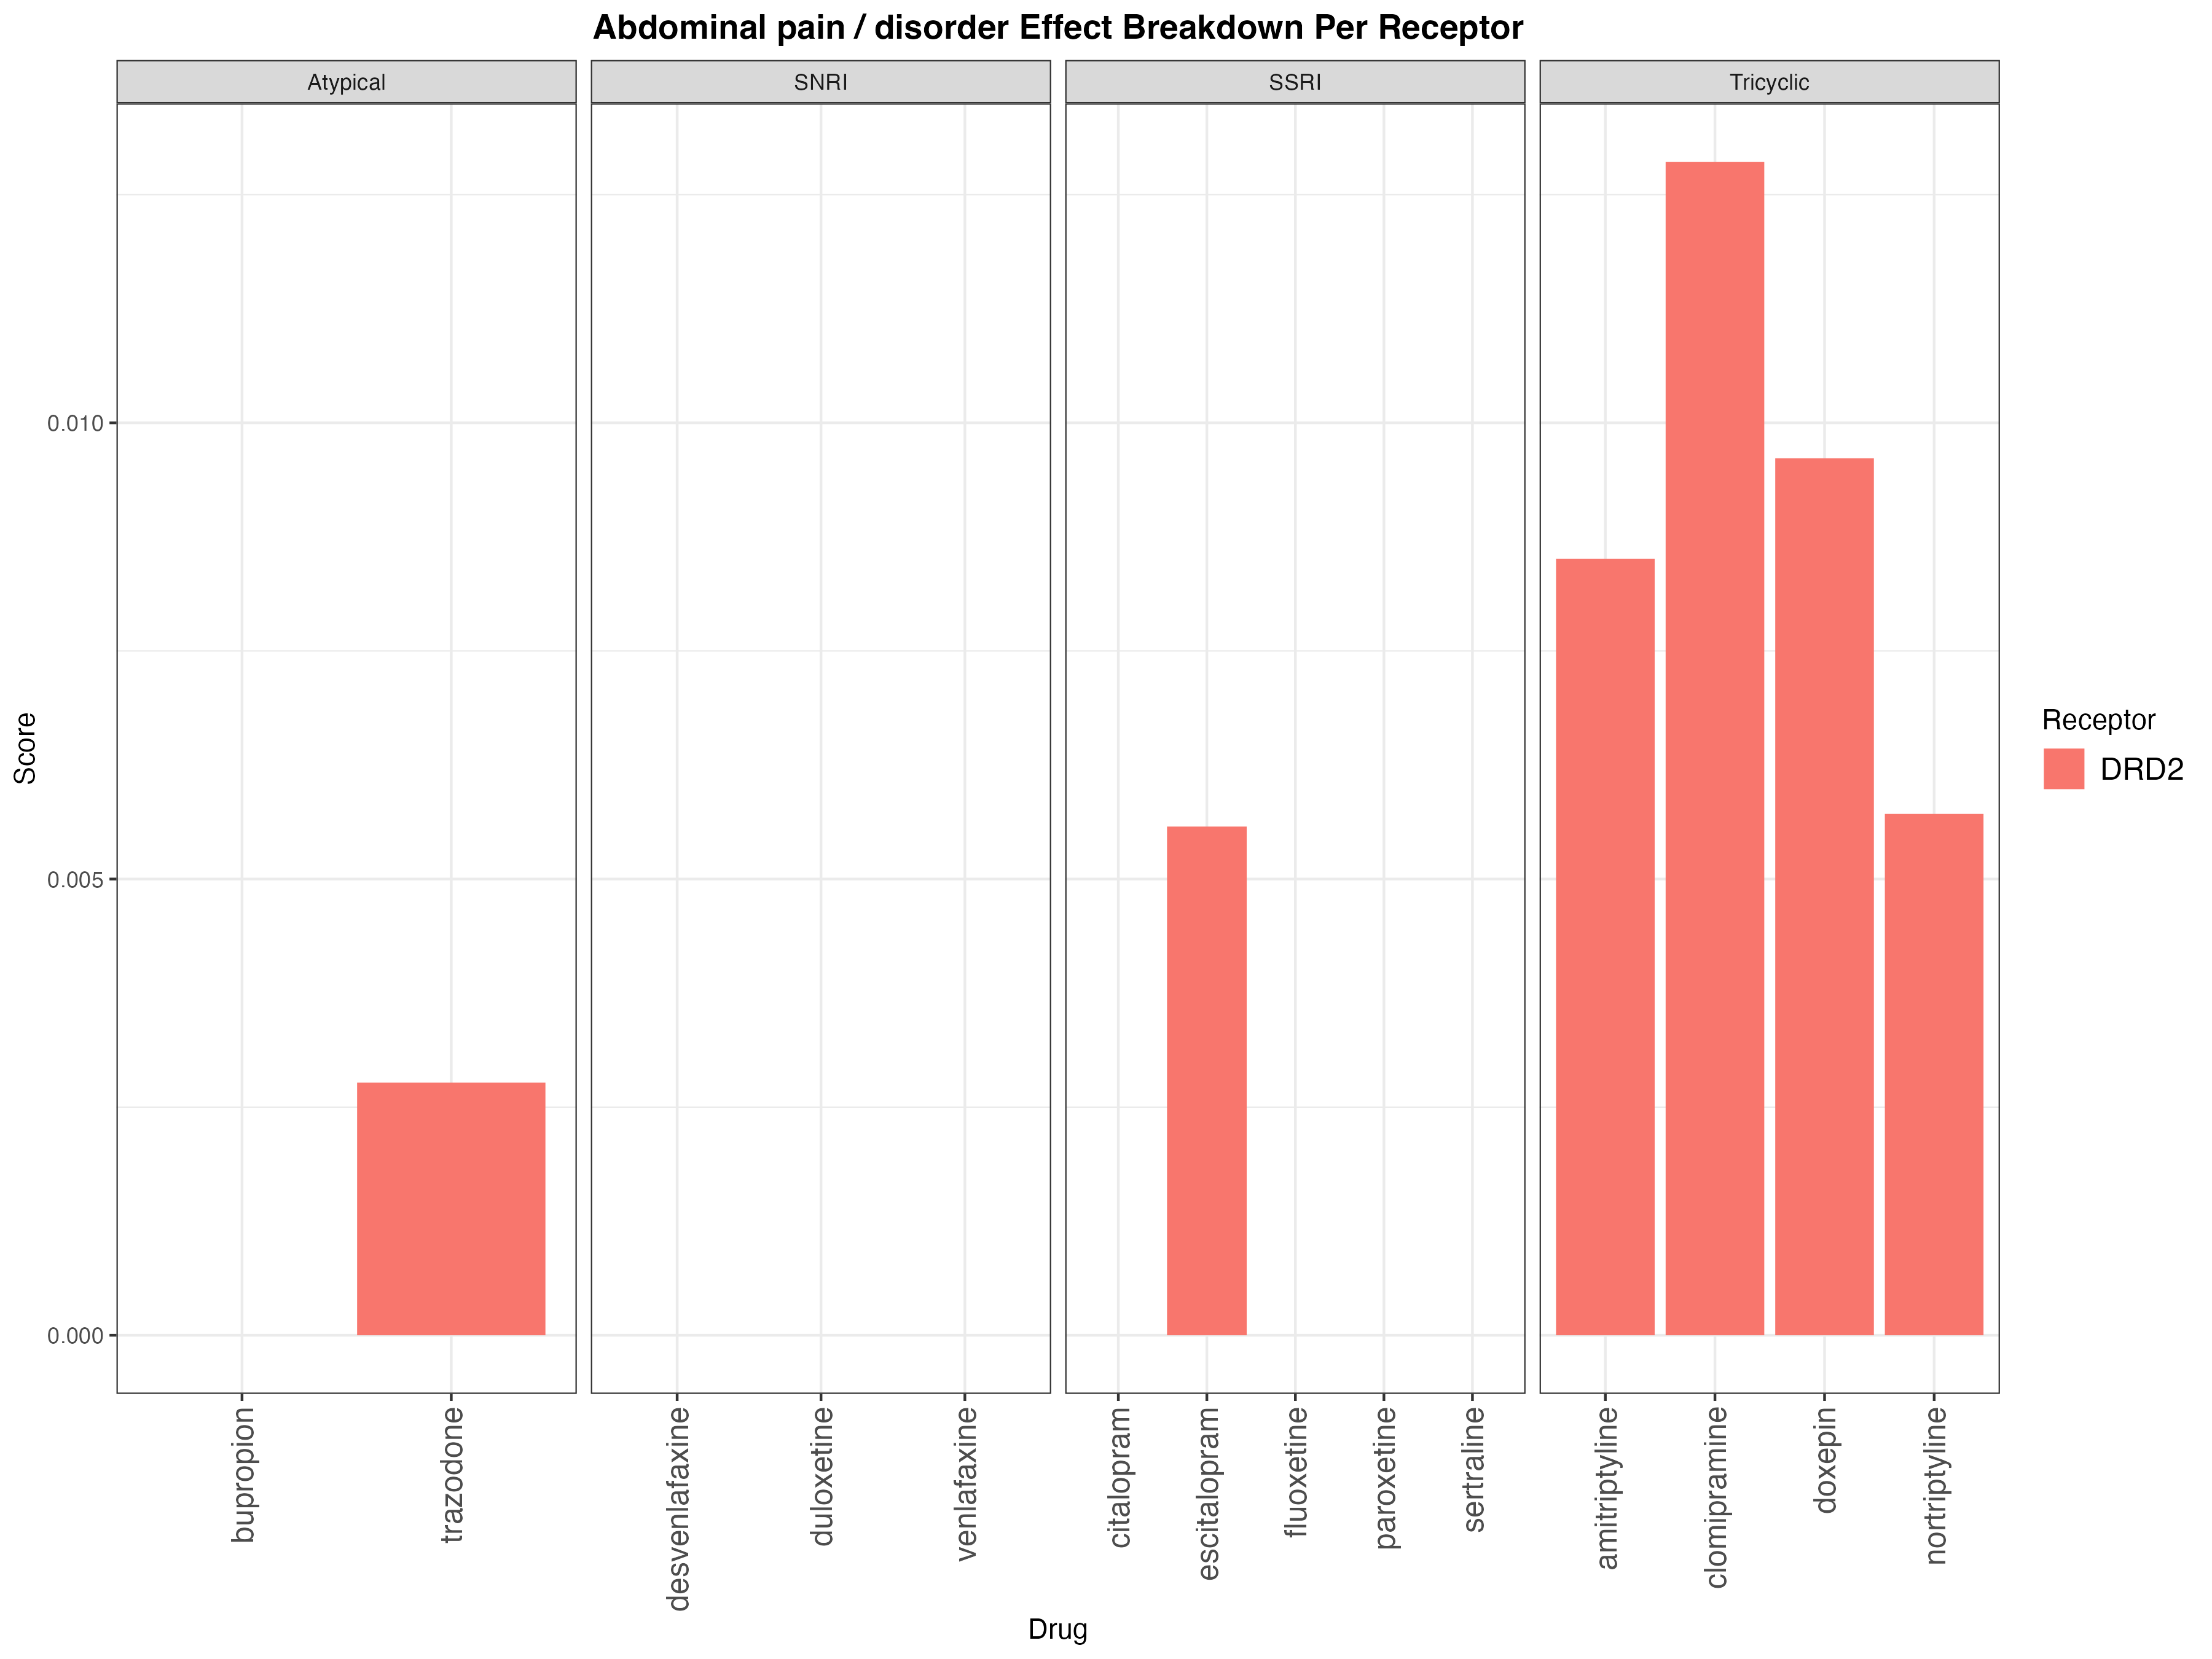 Abdominal pain / disorder Effect Breakdown Per Receptor
Atypical
SNRI
SSRI
Tricyclic
0.010
0.005
0.000
Score
bupropion
trazodone
desvenlafaxine
duloxetine
venlafaxine
citalopram
escitalopram
fluoxetine
paroxetine
sertraline
amitriptyline
clomipramine
doxepin
nortriptyline
Drug
Receptor
DRD2